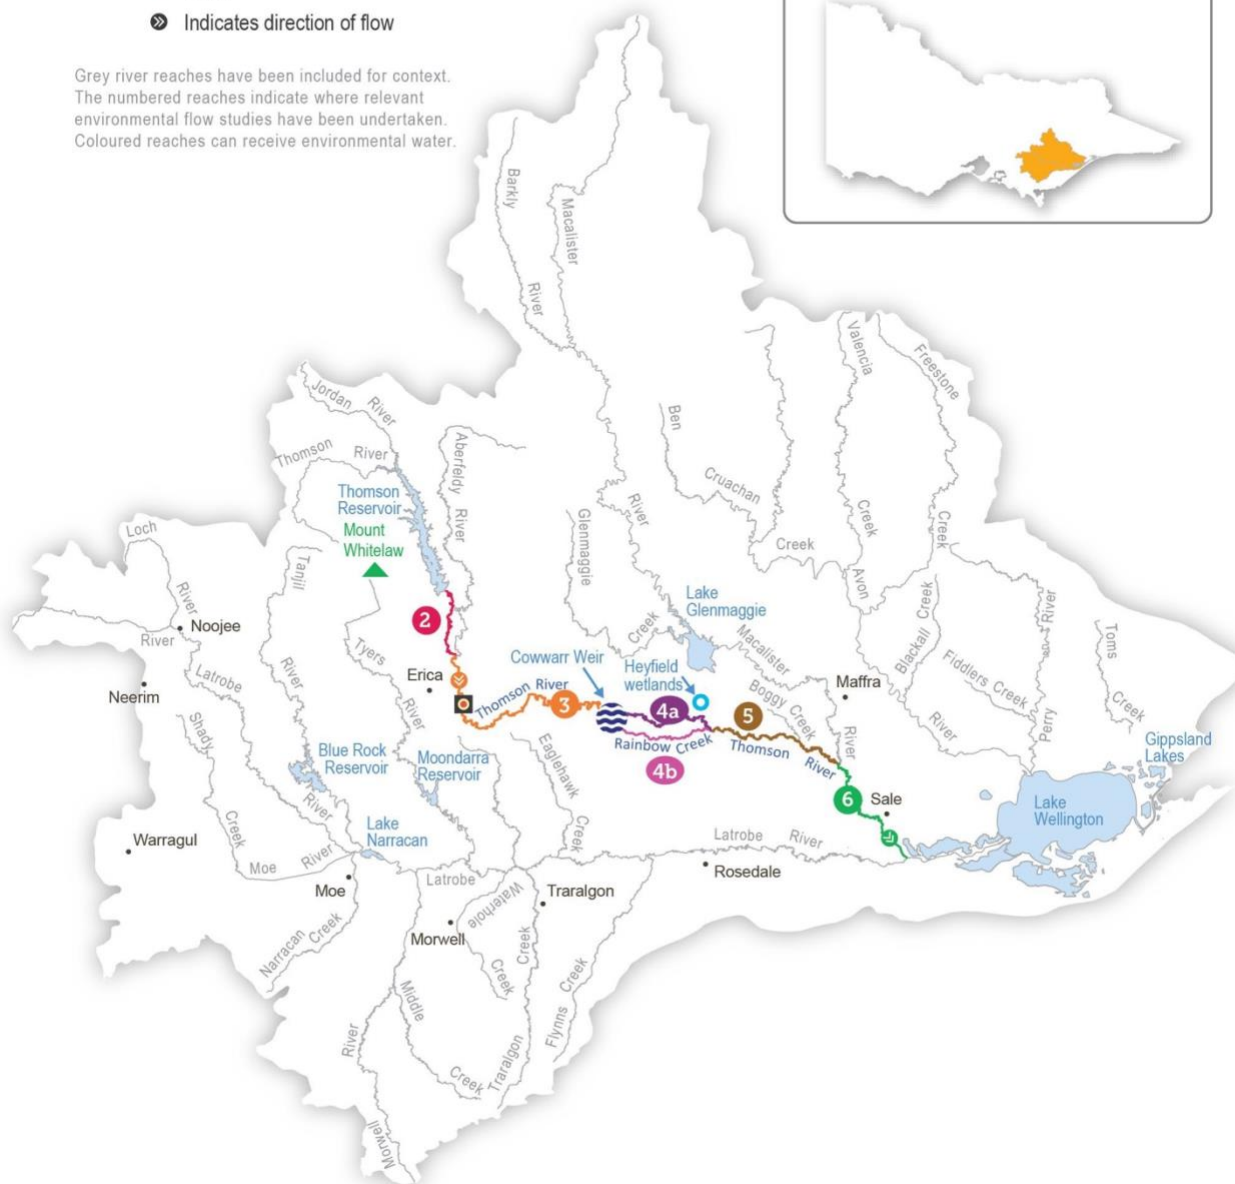 Indicates direction of flow
Grey river reaches have been included for context.
The numbered reaches indicate where relevant
environmental flow studies have been undertaken.
Coloured reaches can receive environmental water.
Barkly
River
Macalister
River
Jordan
River
Thomson
River
Aberfeldy
River
Thomson
Reservoir
Mount
Whitelaw
2
Loch
River
River
Noojee
Neerim
Latrobe
River
Tanjil
River
Tyers
River
Erica
Thomson River
3
Cowwarr Weir
Glenmaggie
Creek
Lake
Glenmaggie
Heyfield
wetlands
4a
Rainbow Creek
4b
5
Thomson
River
Macalister
River
Boggy
Creek
Maffra
Ben
Cruachan
Creek
Valencia
Creek
Freestone
Creek
Avon
River
Blackall Creek
Fiddlers Creek
Perry
River
Toms
Creek
Gippsland
Lakes
Lake
Wellington
6
Sale
Latrobe
River
Rosedale
Eaglehawk
Creek
Blue Rock
Reservoir
Moondarra
Reservoir
Lake
Narracan
Shady
Creek
Warragul
Moe
River
Moe
Narracan
Creek
Latrobe
Morwell
Waterhole
Creek
Traralgon
Traralgon
Creek
Flynns
Creek
Middle
Creek
Morwell
River